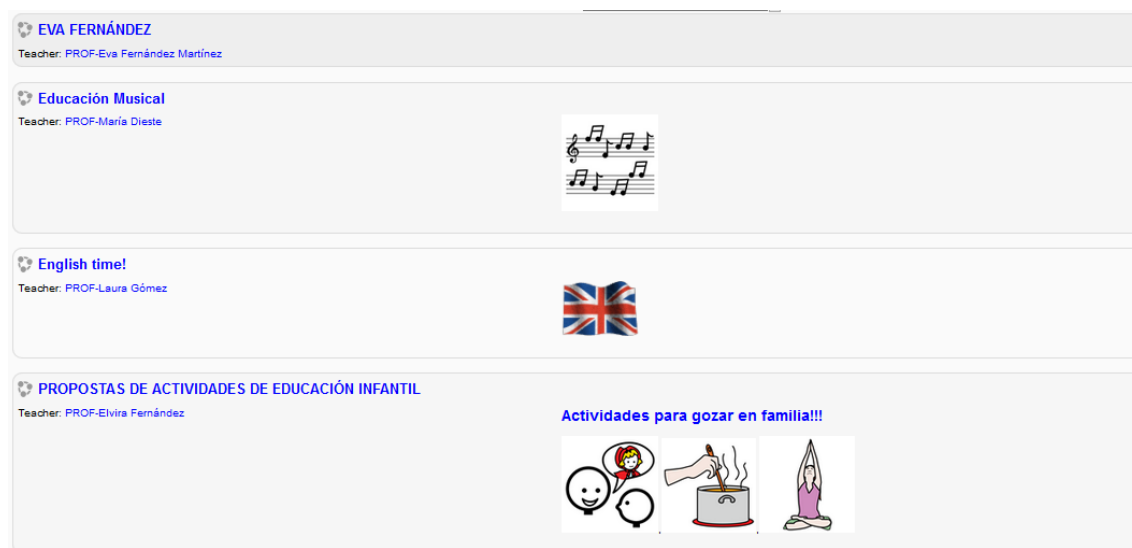 EVA FERNÁNDEZ
Teacher: PROF-Eva Fernández Martínez
Educación Musical
Teacher: PROF-María Dieste
English time!
Teacher: PROF-Laura Gómez
PROPOSTAS DE ACTIVIDADES DE EDUCACIÓN INFANTIL
Teacher: PROF-Elvira Fernández
Actividades para gozar en familia!!!